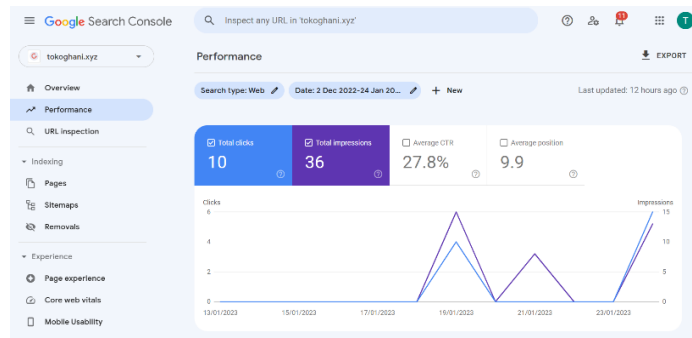 Google Search Console
Inspect any URL in 'tokoghani.xyz'
11
T
G tokoghani.xyz
Performance
EXPORT
Overview
Performance
URL inspection
Search type: Web
Date: 2 Dec 2022-24 Jan 20...
+ New
Last updated: 12 hours ago
Indexing
Pages
Sitemaps
Removals
Experience
Page experience
Core web vitals
Mobile Usability
Total clicks
10
Total impressions
36
Average CTR
27.8%
Average position
9.9
Clicks
Impressions
6
4
2
0
15
10
5
0
13/01/2023
15/01/2023
17/01/2023
19/01/2023
21/01/2023
23/01/2023